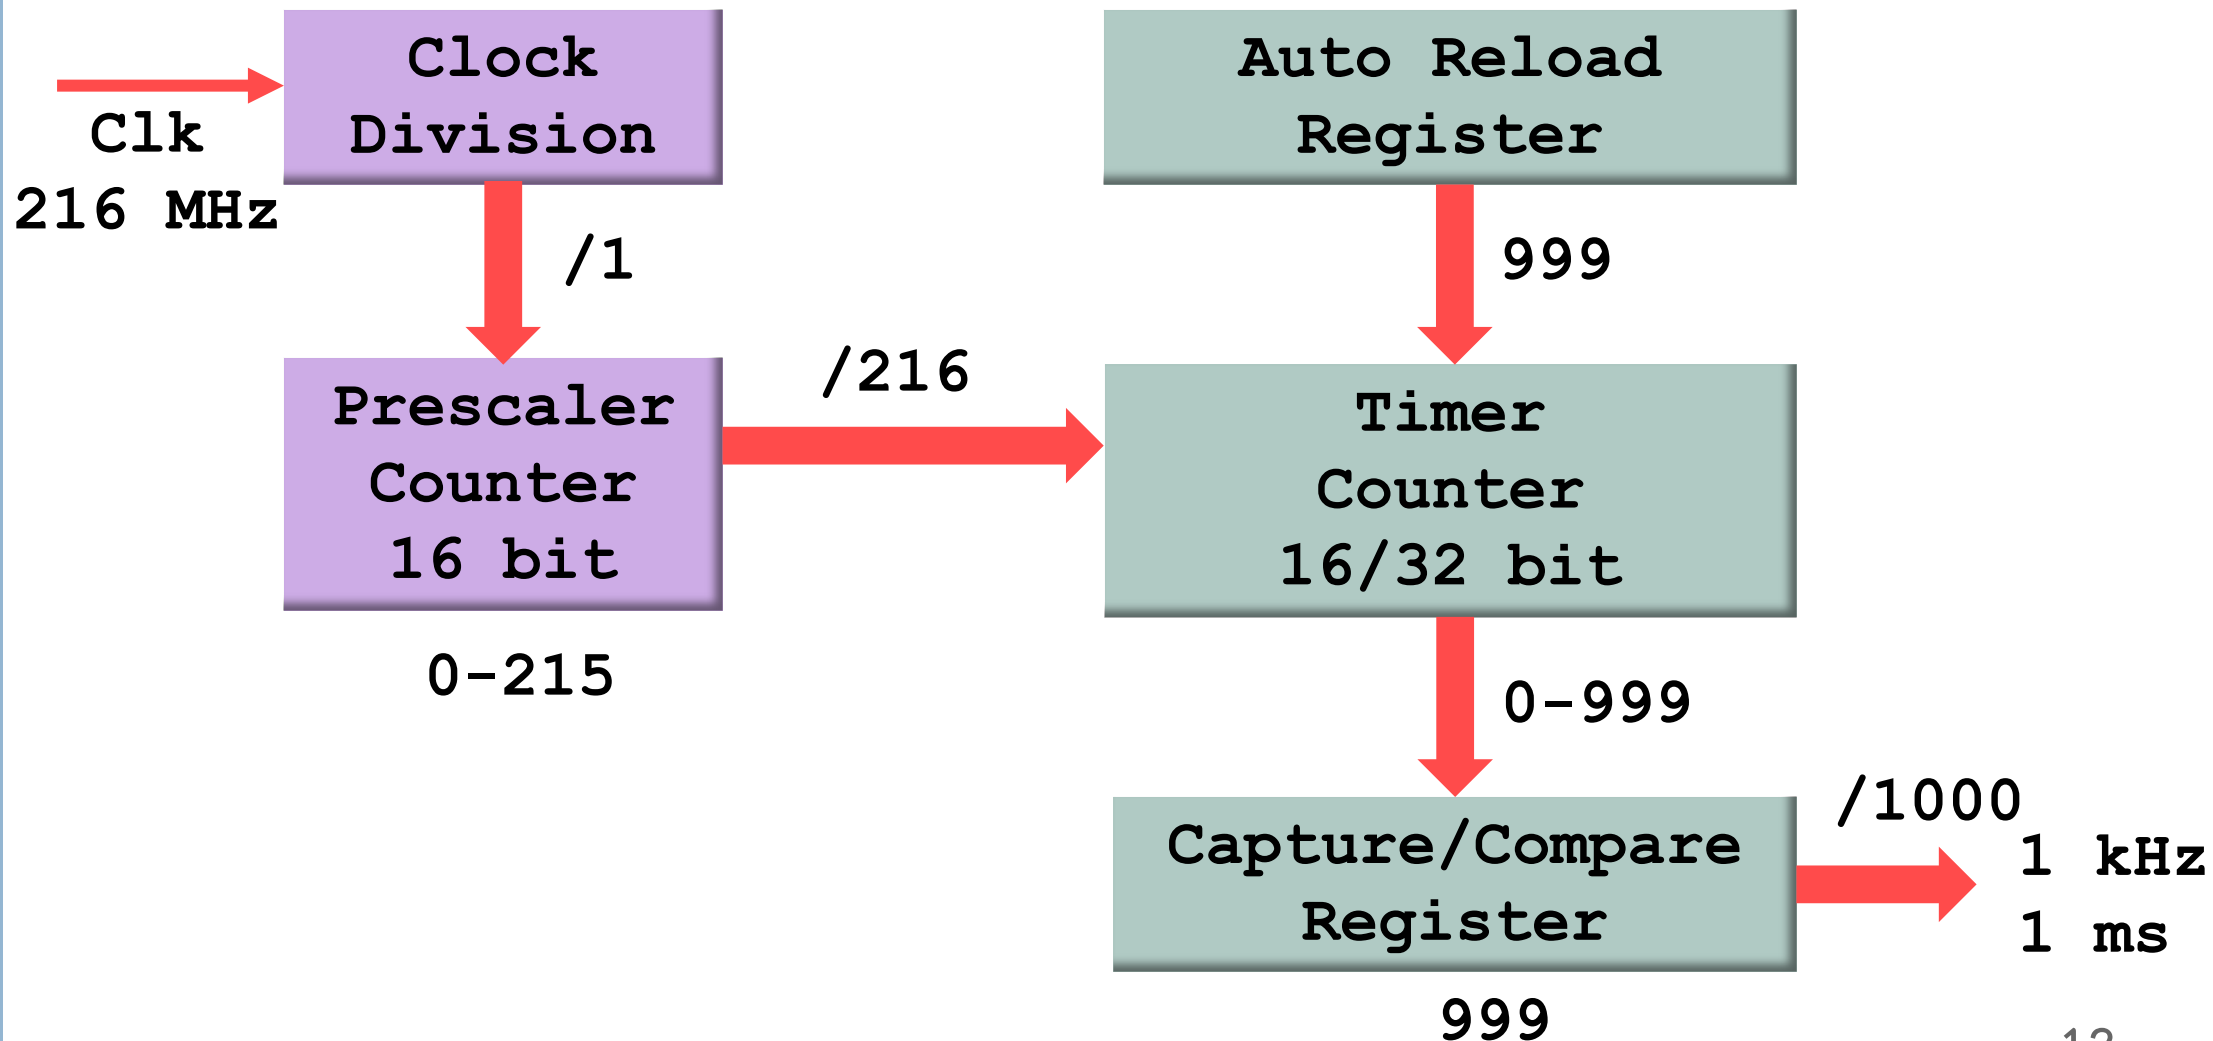 Clock
Division
Clk
216 MHz
/1
Prescaler
Counter
16 bit
0-215
/216
Auto Reload
Register
999
Timer
Counter
16/32 bit
0-999
Capture/Compare
Register
999
/1000
1 kHz
1 ms